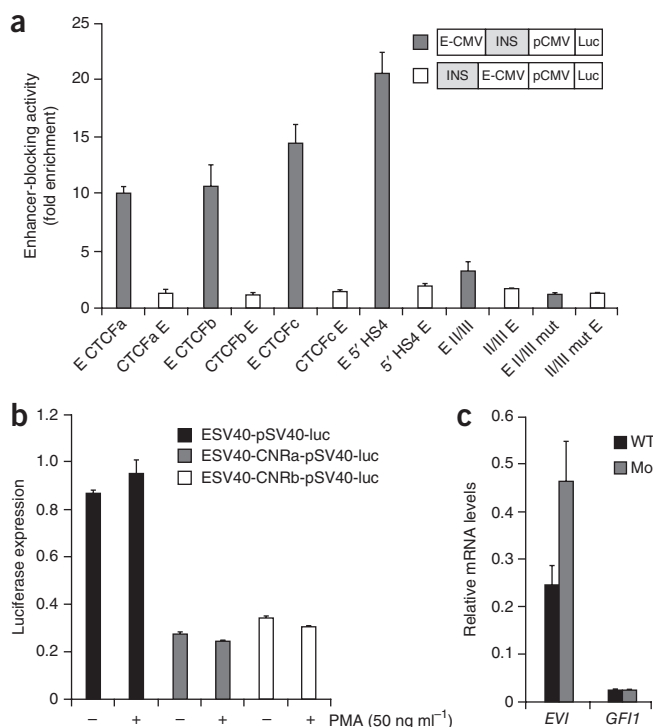 a
Enhancer-blocking activity
(fold enrichment)
25
20
15
10
5
0
E-CMV INS pCMV Luc
INS E-CMV pCMV Luc
E CTCFa
CTCFa E
E CTCFb
CTCFb E
E CTCFc
CTCFc E
E 5′ HS4
5′ HS4 E
E II/III
II/III E
E II/III mut
II/III mut E
b
Luciferase expression
1.2
1.0
0.8
0.6
0.4
0.2
0
ESV40-pSV40-luc
ESV40-CNRa-pSV40-luc
ESV40-CNRb-pSV40-luc
– + – + – + PMA (50 ng ml–1)
c
Relative mRNA levels
0.6
0.5
0.4
0.3
0.2
0.1
0
WT
Mo
EVI GFI1